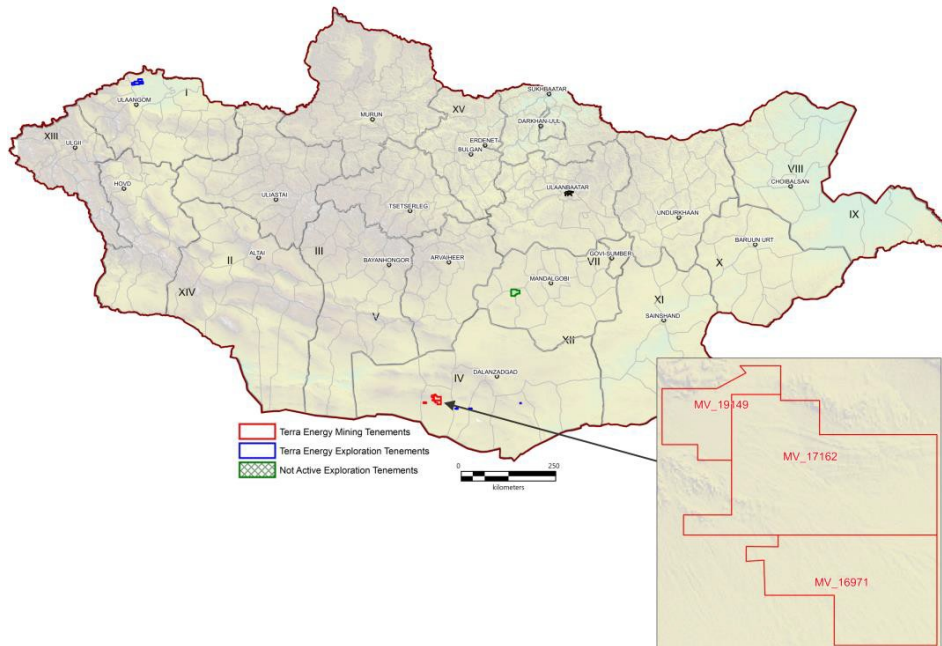 SUKHBAATAR
I
XV
ULAANGOM
MURUN
DARKHAN-UUL
XIII
ERDENET
ULGII
BULGAN
VIII
HOVD
ULAANBAATAR
CHOIBALSAN
ULIASTAI
TSETSERLEG
UNDURKHAAN
IX
BARUUN URT
III
ALTAI
II
BAYANHONGOR
ARVAIHEER
VII
GOVI-SUMBER
X
MANDALGOBI
XIV
XI
V
SAINSHAND
XII
IV
DALANZADGAD
Terra Energy Mining Tenements
Terra Energy Exploration Tenements
Not Active Exploration Tenements
0 250
kilometers
MV_19149
MV_17162
MV_16971